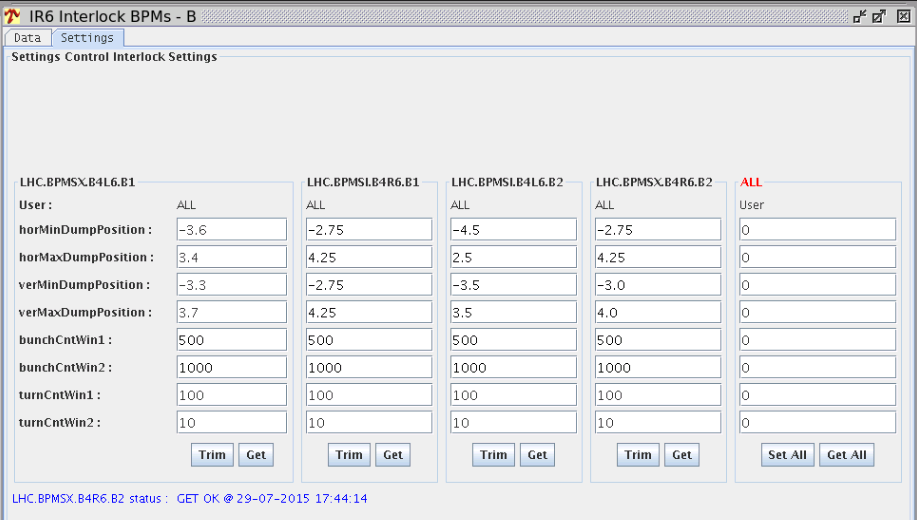 IR6 Interlock BPMs - B
Data Settings
Settings Control Interlock Settings
LHC.BPMSX.B4L6.B1 LHC.BPMSI.B4R6.B1 LHC.BPMSI.B4L6.B2 LHC.BPMSX.B4R6.B2 ALL
User : ALL ALL ALL ALL User
horMinDumpPosition : -3.6 -2.75 -4.5 -2.75 0
horMaxDumpPosition : 3.4 4.25 2.5 4.25 0
verMinDumpPosition : -3.3 -2.75 -3.5 -3.0 0
verMaxDumpPosition : 3.7 4.25 3.5 4.0 0
bunchCntWin1 : 500 500 500 500 0
bunchCntWin2 : 1000 1000 1000 1000 0
turnCntWin1 : 100 100 100 100 0
turnCntWin2 : 10 10 10 10 0
Trim Get Trim Get Trim Get Trim Get Set All Get All
LHC.BPMSX.B4R6.B2 status : GET OK @ 29-07-2015 17:44:14